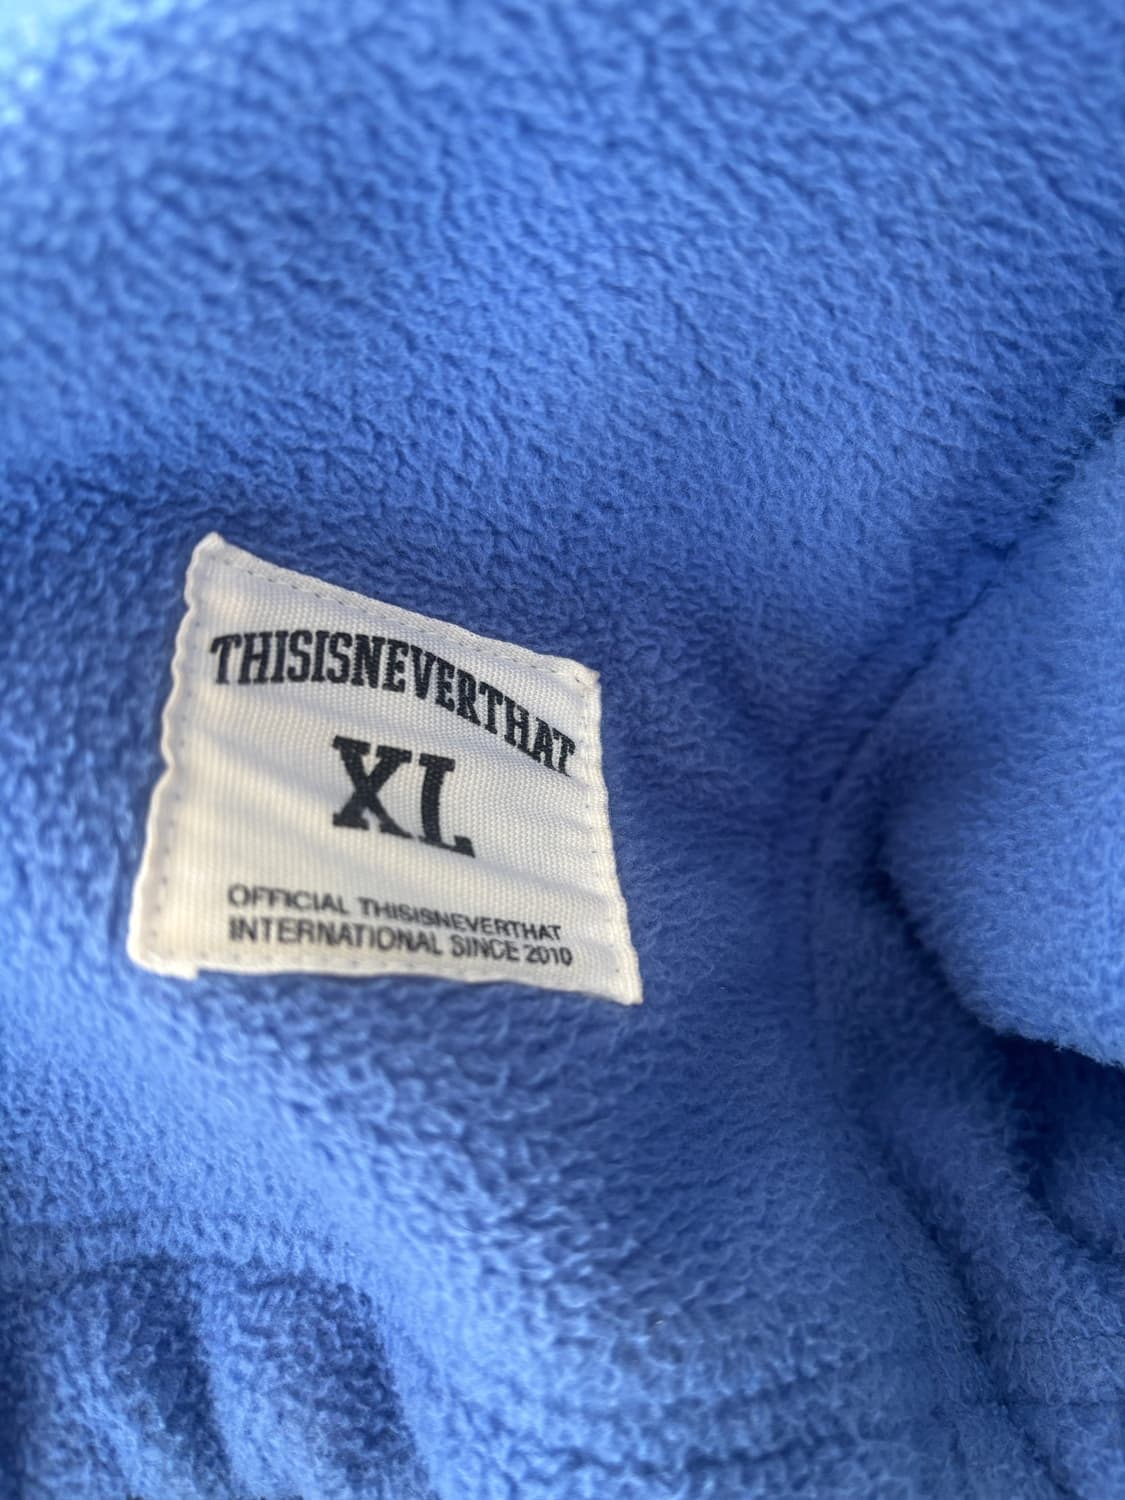 THISISNEVERTHAT
XL
OFFICIAL THISISNEVERTHAT
INTERNATIONAL SINCE 2010